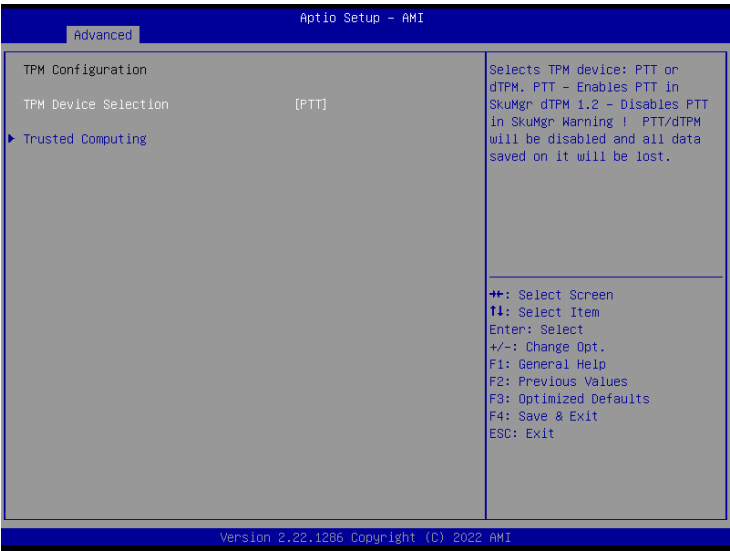 Aptio Setup – AMI
Advanced
TPM Configuration
TPM Device Selection [PTT]
▶ Trusted Computing
Selects TPM device: PTT or
dTPM. PTT – Enables PTT in
SkuMgr dTPM 1.2 – Disables PTT
in SkuMgr Warning ! PTT/dTPM
will be disabled and all data
saved on it will be lost.
→←: Select Screen
↑↓: Select Item
Enter: Select
+/–: Change Opt.
F1: General Help
F2: Previous Values
F3: Optimized Defaults
F4: Save & Exit
ESC: Exit
Version 2.22.1286 Copyright (C) 2022 AMI